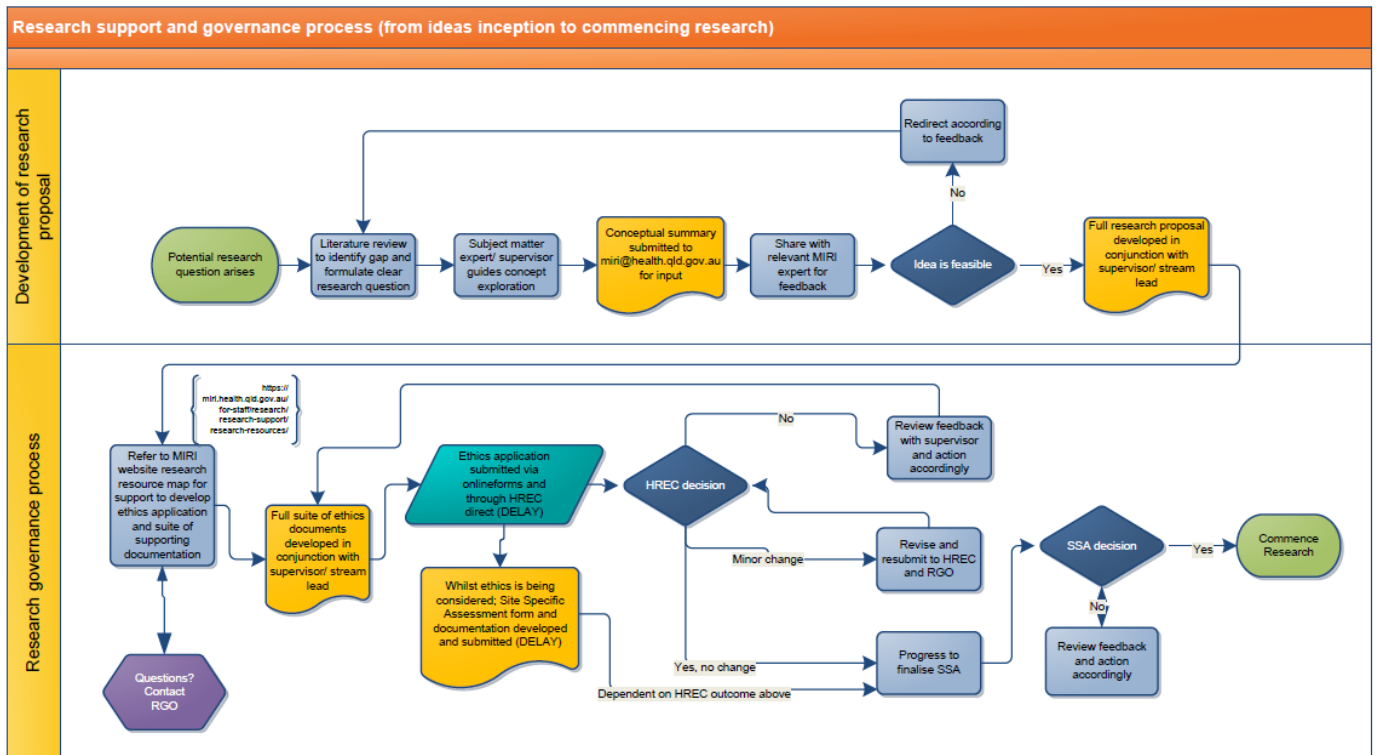 Research support and governance process (from ideas inception to commencing research)
Development of research
proposal
Redirect according
to feedback
No
Potential research
question arises
Literature review
to identify gap and
formulate clear
research question
Subject matter
expert/ supervisor
guides concept
exploration
Conceptual summary
submitted to
miri@health.qld.gov.au
for input
Share with
relevant MIRI
expert for
feedback
Idea is feasible
Yes
Full research proposal
developed in
conjunction with
supervisor/ stream
lead
Research governance process
https://
miri.health.qld.gov.au/
for-staff/research/
research-support/
research-resources/
Refer to MIRI
website research
resource map for
support to develop
ethics application
and suite of
supporting
documentation
Questions?
Contact
RGO
Full suite of ethics
documents
developed in
conjunction with
supervisor/ stream
lead
Ethics application
submitted via
onlineforms and
through HREC
direct (DELAY)
Whilst ethics is being
considered; Site Specific
Assessment form and
documentation developed
and submitted (DELAY)
HREC decision
No
Review feedback
with supervisor
and action
accordingly
Minor change
Revise and
resubmit to HREC
and RGO
Yes, no change
Dependent on HREC outcome above
Progress to
finalise SSA
SSA decision
Yes
Commence
Research
No
Review feedback
and action
accordingly